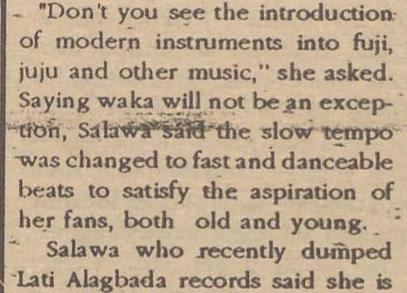 "Don't you see the introduction
of modern instruments into fuji,
juju and other music," she asked.
Saying waka will not be an excep-
tion, Salawa said the slow tempo
was changed to fast and danceable
beats to satisfy the aspiration of
her fans, both old and young.
Salawa who recently dumped
Lati Alagbada records said she is